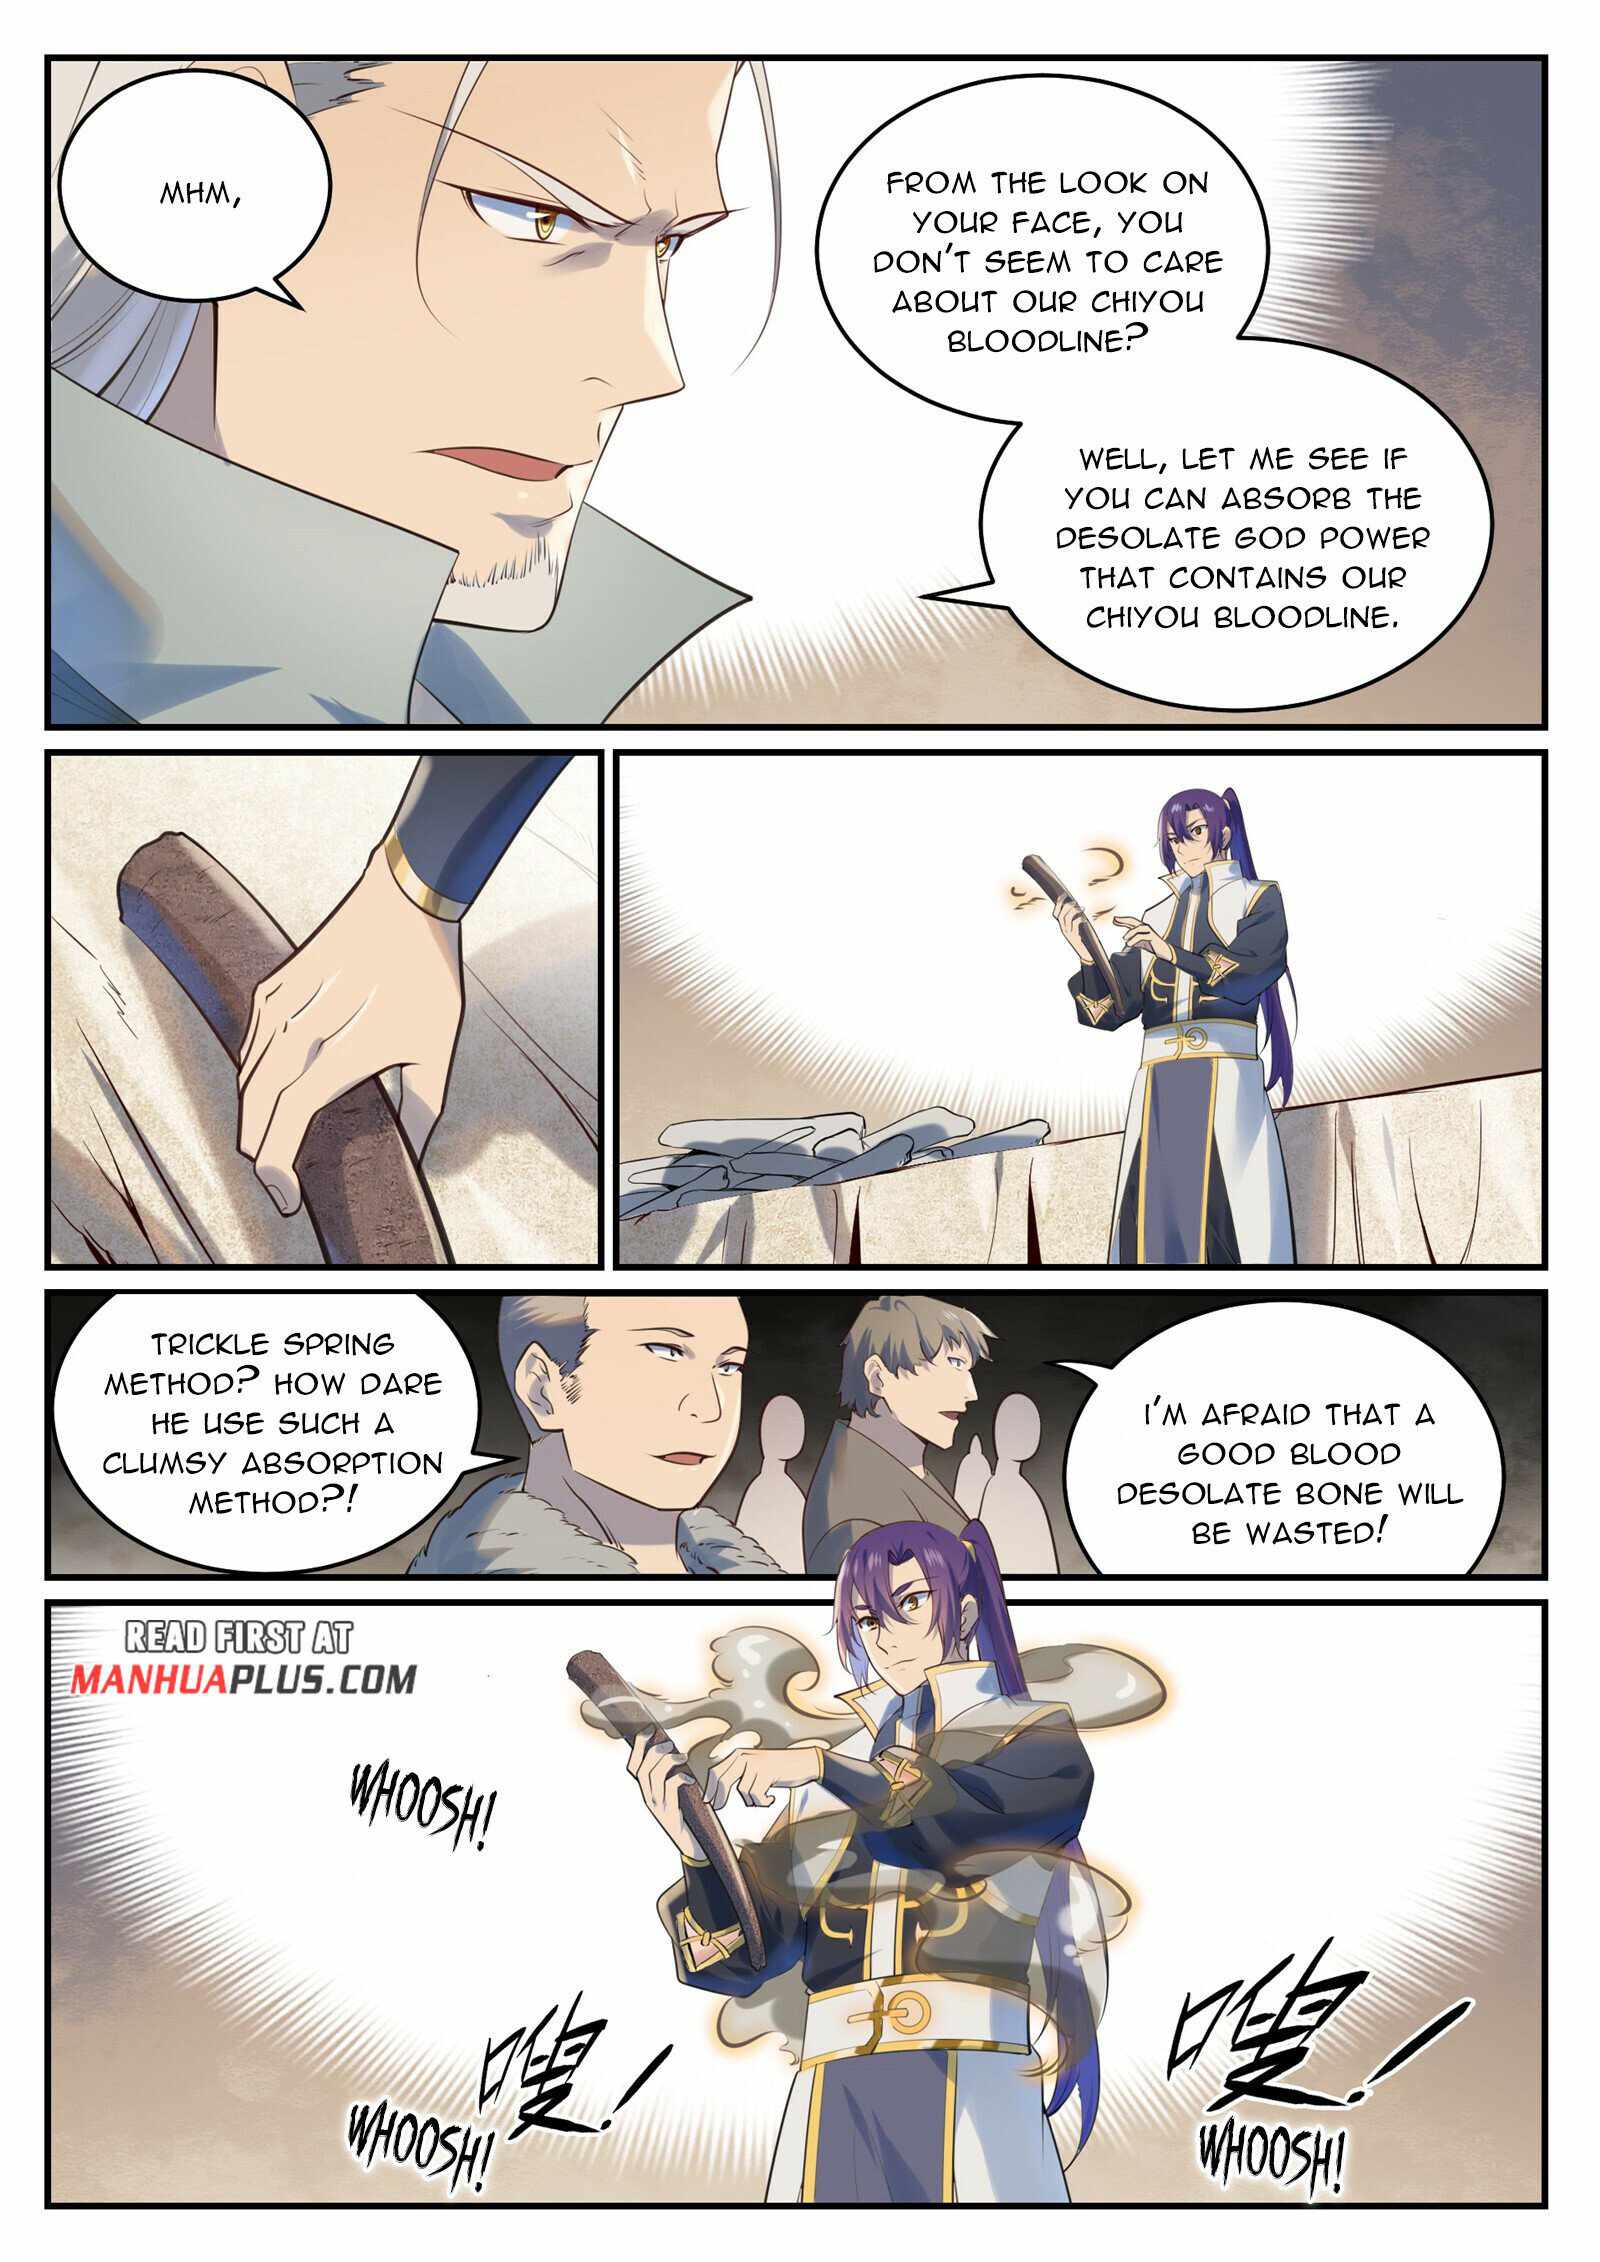 MHM,
FROM THE LOOK ON
YOUR FACE, YOU
DON'T SEEM TO CARE
ABOUT OUR CHIYOU
BLOODLINE?
WELL, LET ME SEE IF
YOU CAN ABSORB THE
DESOLATE GOD POWER
THAT CONTAINS OUR
CHIYOU BLOODLINE.
TRICKLE SPRING
METHOD? HOW DARE
HE USE SUCH A
CLUMSY ABSORPTION
METHOD?!
I'M AFRAID THAT A
GOOD BLOOD
DESOLATE BONE WILL
BE WASTED!
READ FIRST AT
MANHUAPLUS.COM
WHOOSH!
嗖!
WHOOSH!
嗖!
WHOOSH!